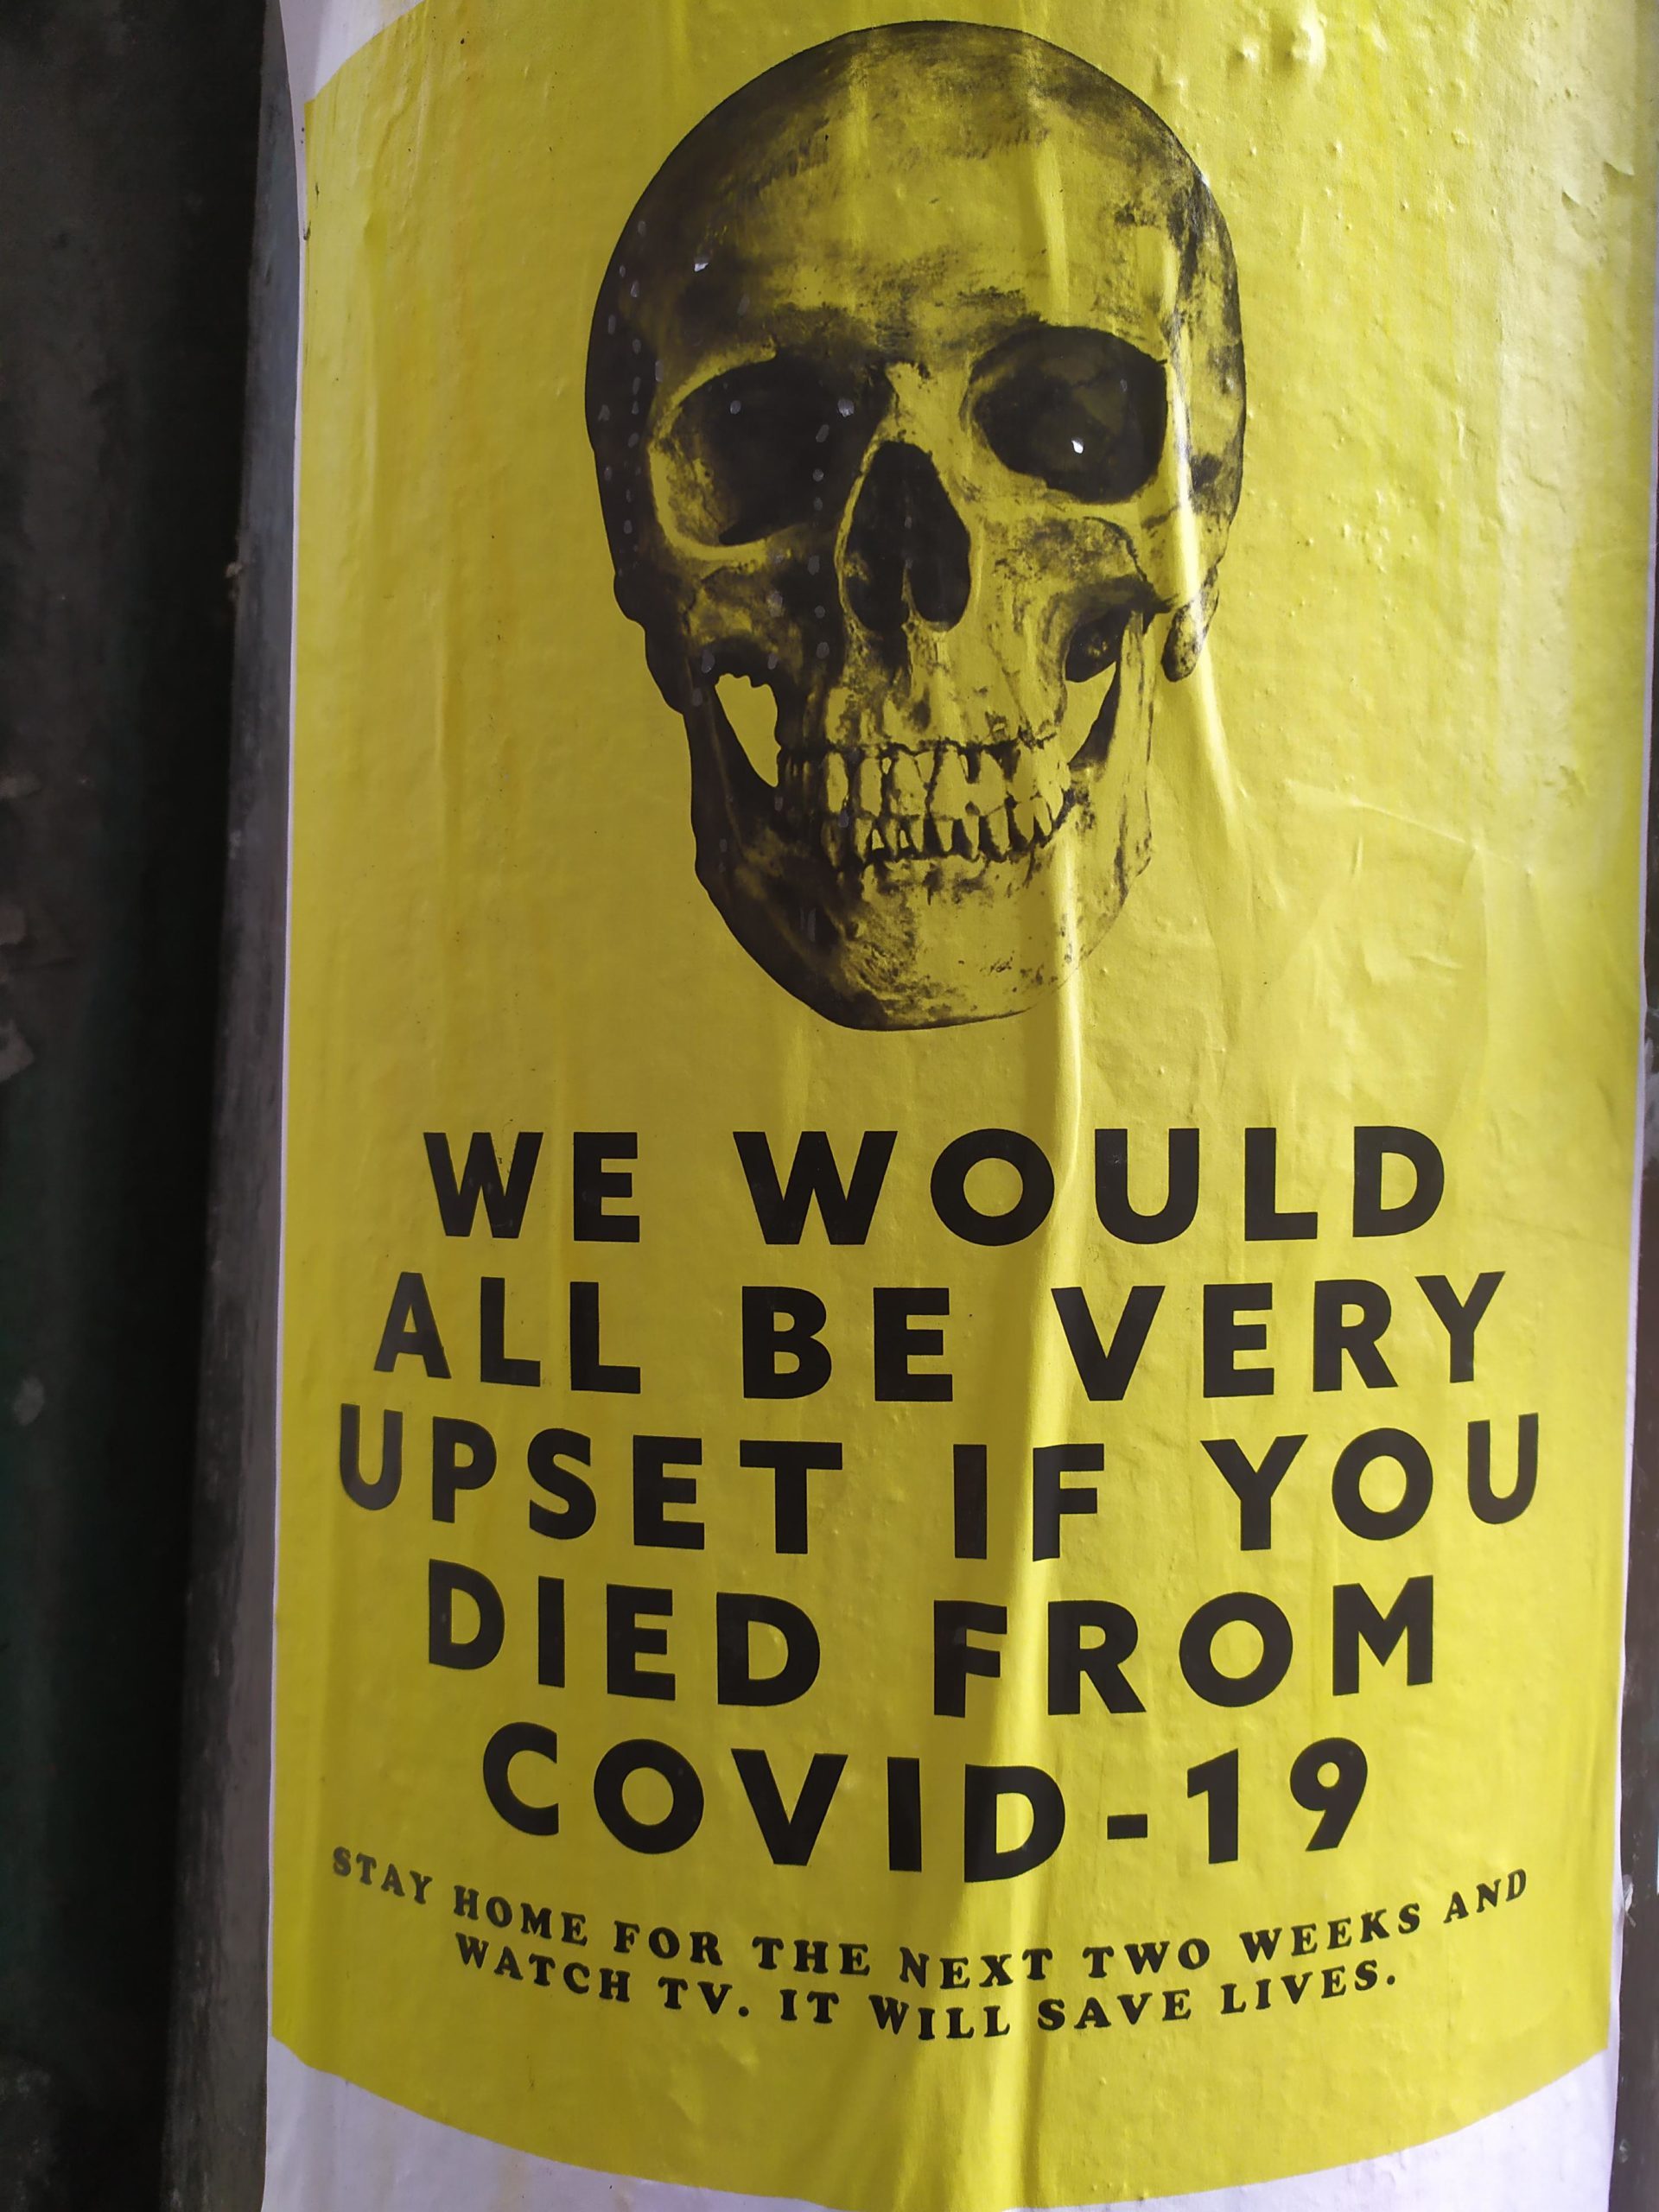 WE WOULD
ALL BE VERY
UPSET IF YOU
DIED FROM
COVID-19
STAY HOME FOR THE NEXT TWO WEEKS AND
WATCH TV. IT WILL SAVE LIVES.